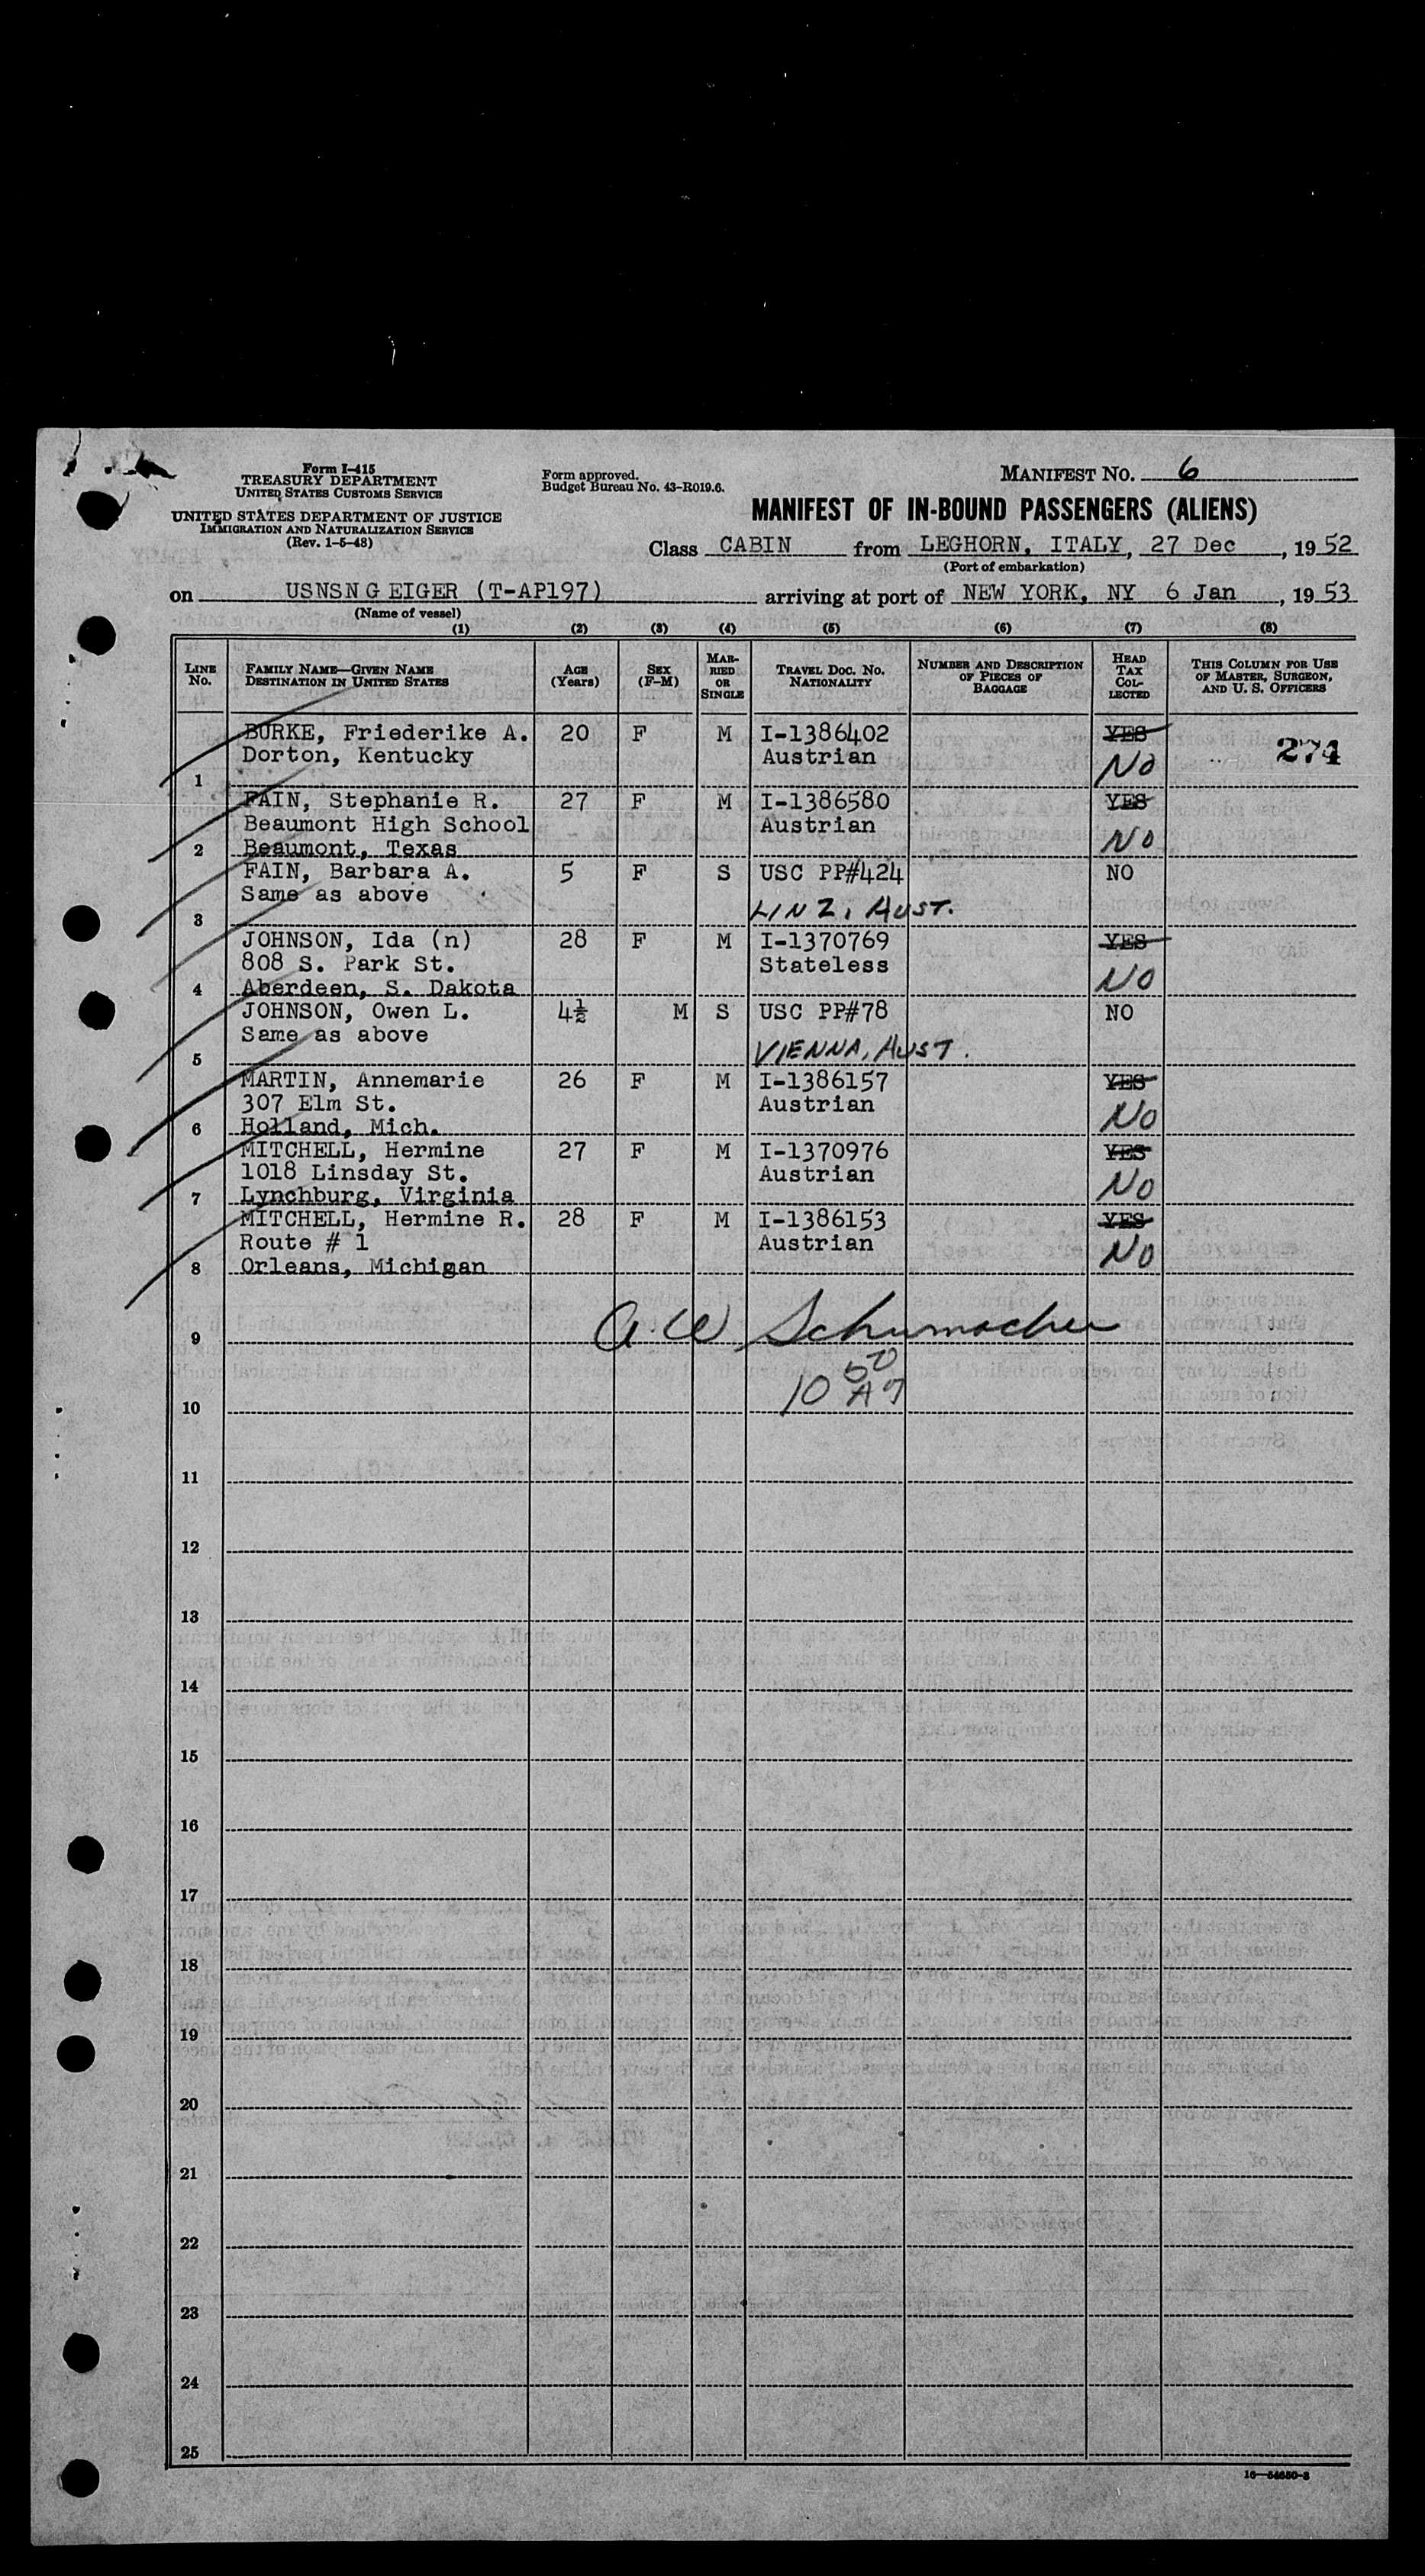 Form I-415
TREASURY DEPARTMENT
UNITED STATES CUSTOMS SERVICE
UNITED STATES DEPARTMENT OF JUSTICE
IMMIGRATION AND NATURALIZATION SERVICE
(Rev. 1-5-48)
Form approved.
Budget Bureau No. 43-R019.6.
MANIFEST NO. 6
MANIFEST OF IN-BOUND PASSENGERS (ALIENS)
Class CABIN from LEGHORN, ITALY, 27 Dec, 1952
(Port of embarkation)
on USNSN G EIGER (T-AP197) arriving at port of NEW YORK, NY 6 Jan, 1953
(Name of vessel)
(1) (2) (3) (4) (5) (6) (7) (8)
LINE NO. FAMILY NAME—GIVEN NAME DESTINATION IN UNITED STATES AGE (Years) SEX (F-M) MARRIED OR SINGLE TRAVEL DOC. NO. NATIONALITY NUMBER AND DESCRIPTION OF PIECES OF BAGGAGE HEAD TAX COLLECTED THIS COLUMN FOR USE OF MASTER, SURGEON, AND U. S. OFFICERS
BURKE, Friederike A. 20 F M I-1386402 YES
Dorton, Kentucky Austrian NO 274
1
FAIN, Stephanie R. 27 F M I-1386580 YES
Beaumont High School Austrian
2 Beaumont, Texas NO
FAIN, Barbara A. 5 F S USC PP#424 NO
Same as above
3 LINZ, AUST.
JOHNSON, Ida (n) 28 F M I-1370769 YES
808 S. Park St. Stateless
4 Aberdeen, S. Dakota NO
JOHNSON, Owen L. 4½ M S USC PP#78 NO
Same as above
5 VIENNA, AUST.
MARTIN, Annemarie 26 F M I-1386157 YES
307 Elm St. Austrian
6 Holland, Mich. NO
MITCHELL, Hermine 27 F M I-1370976 YES
1018 Linsday St. Austrian
7 Lynchburg, Virginia NO
MITCHELL, Hermine R. 28 F M I-1386153 YES
Route # 1 Austrian
8 Orleans, Michigan NO
A.W. Schumacher
9
10
10
11
12
13
14
15
16
17
18
19
20
21
22
23
24
25